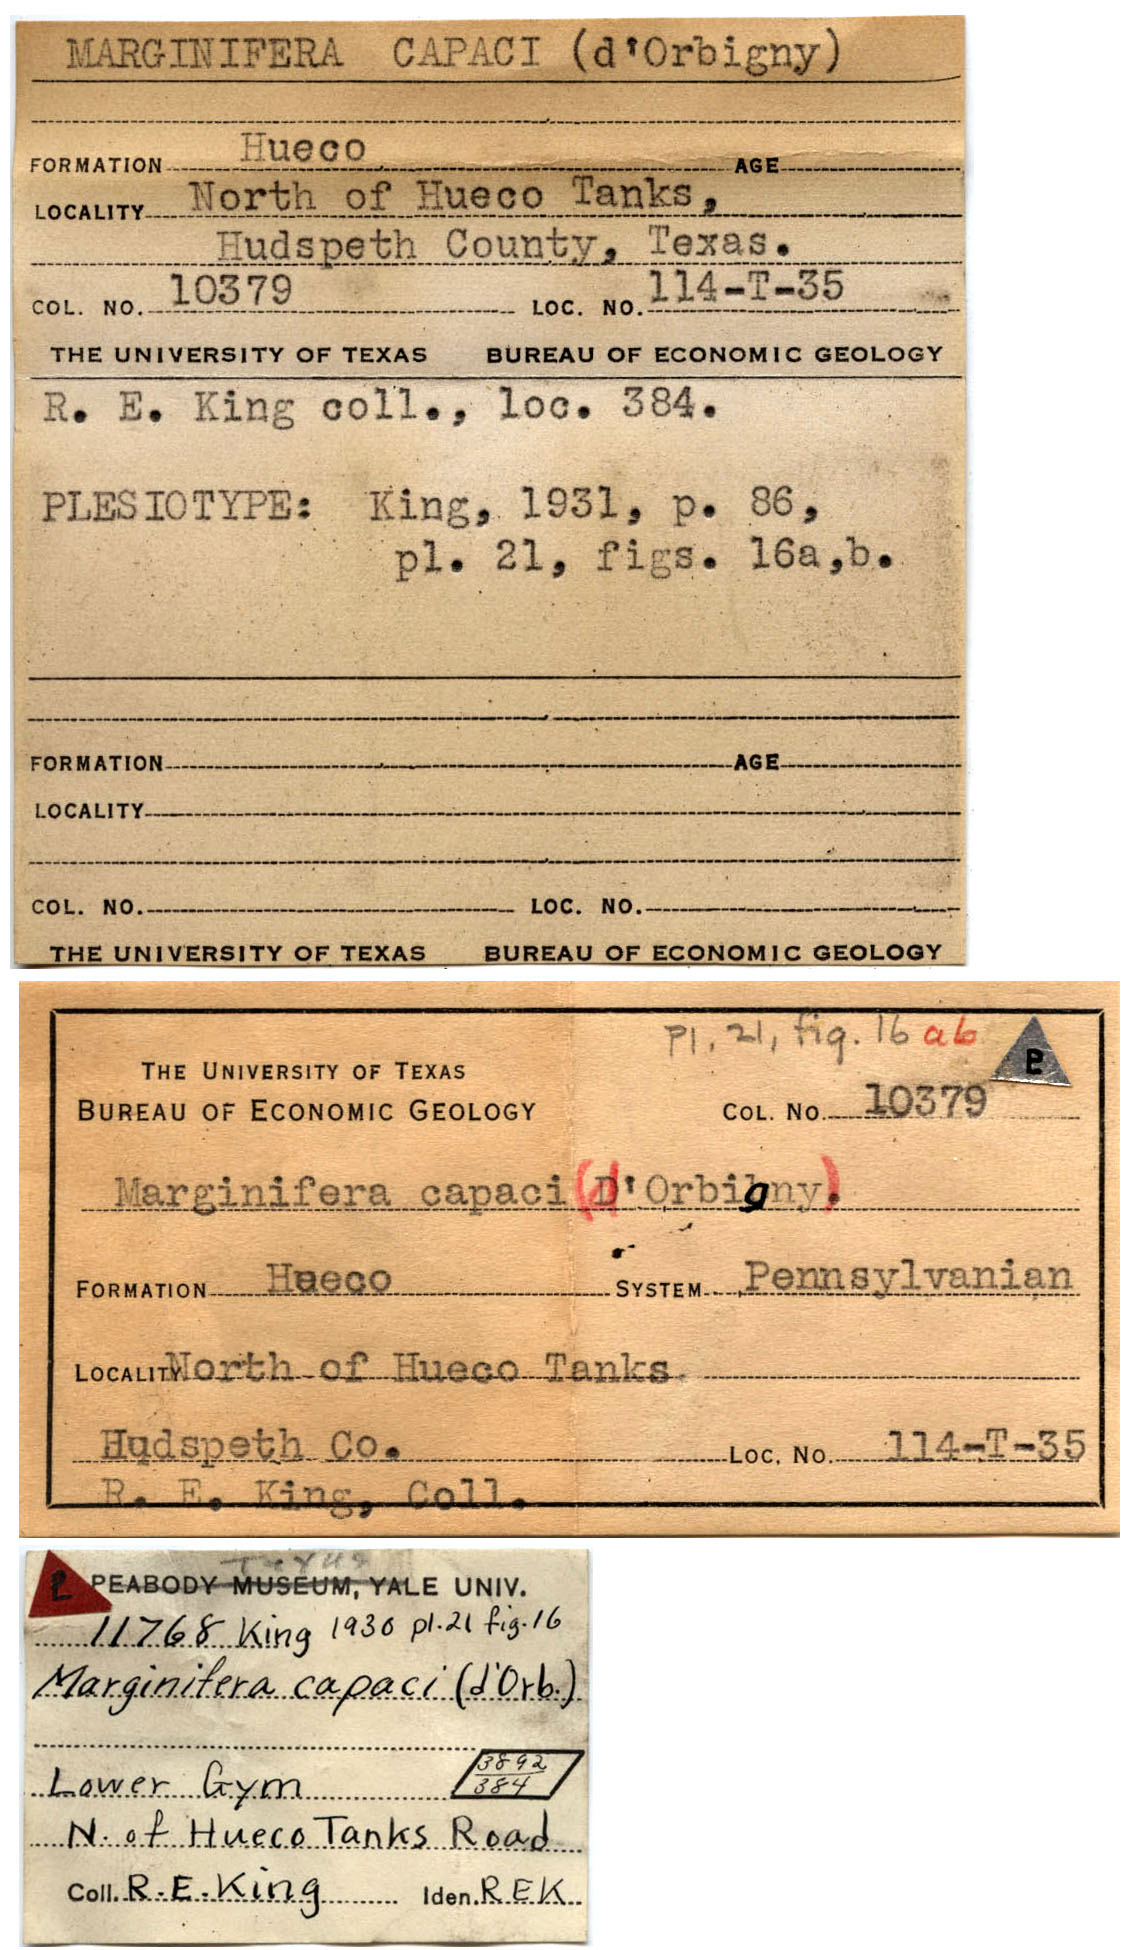 MARGINIFERA CAPACI (d'Orbigny)
FORMATION Hueco AGE
LOCALITY North of Hueco Tanks,
Hudspeth County, Texas.
COL. NO. 10379 LOC. NO. 114-T-35
THE UNIVERSITY OF TEXAS BUREAU OF ECONOMIC GEOLOGY
R. E. King coll., loc. 384.
PLESIOTYPE: King, 1931, p. 86,
pl. 21, figs. 16a,b.
FORMATION AGE
LOCALITY
COL. NO. LOC. NO.
THE UNIVERSITY OF TEXAS BUREAU OF ECONOMIC GEOLOGY
Pl. 21, fig. 16 ab
P
THE UNIVERSITY OF TEXAS
BUREAU OF ECONOMIC GEOLOGY COL. NO. 10379
Marginifera capaci (d'Orbigny)
FORMATION Hueco SYSTEM Pennsylvanian
LOCALITY North of Hueco Tanks
Hudspeth Co. LOC. NO. 114-T-35
R. E. King, Coll.
Texas
P PEABODY MUSEUM, YALE UNIV.
11768 King 1930 pl.21 fig.16
Marginifera capaci (d'Orb.)
Lower Gym 3892
384
N. of Hueco Tanks Road
Coll. R.E. King Iden. REK